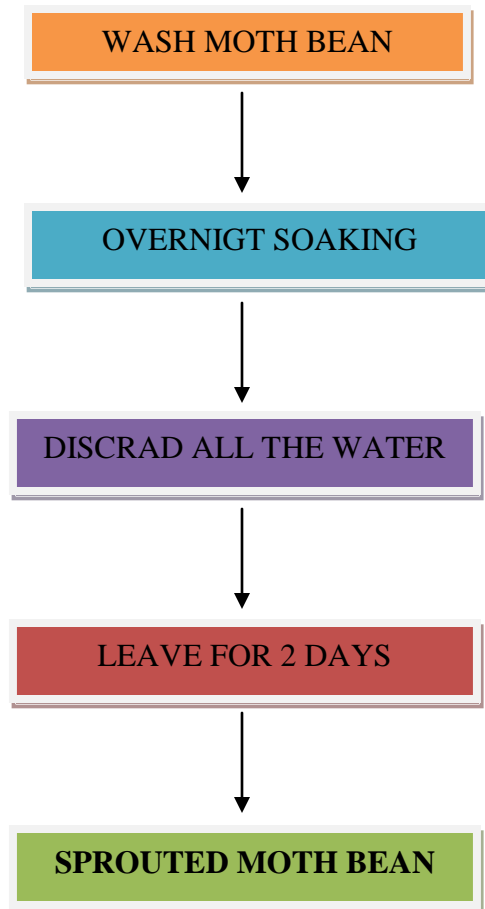 WASH MOTH BEAN
OVERNIGT SOAKING
DISCRAD ALL THE WATER
LEAVE FOR 2 DAYS
SPROUTED MOTH BEAN